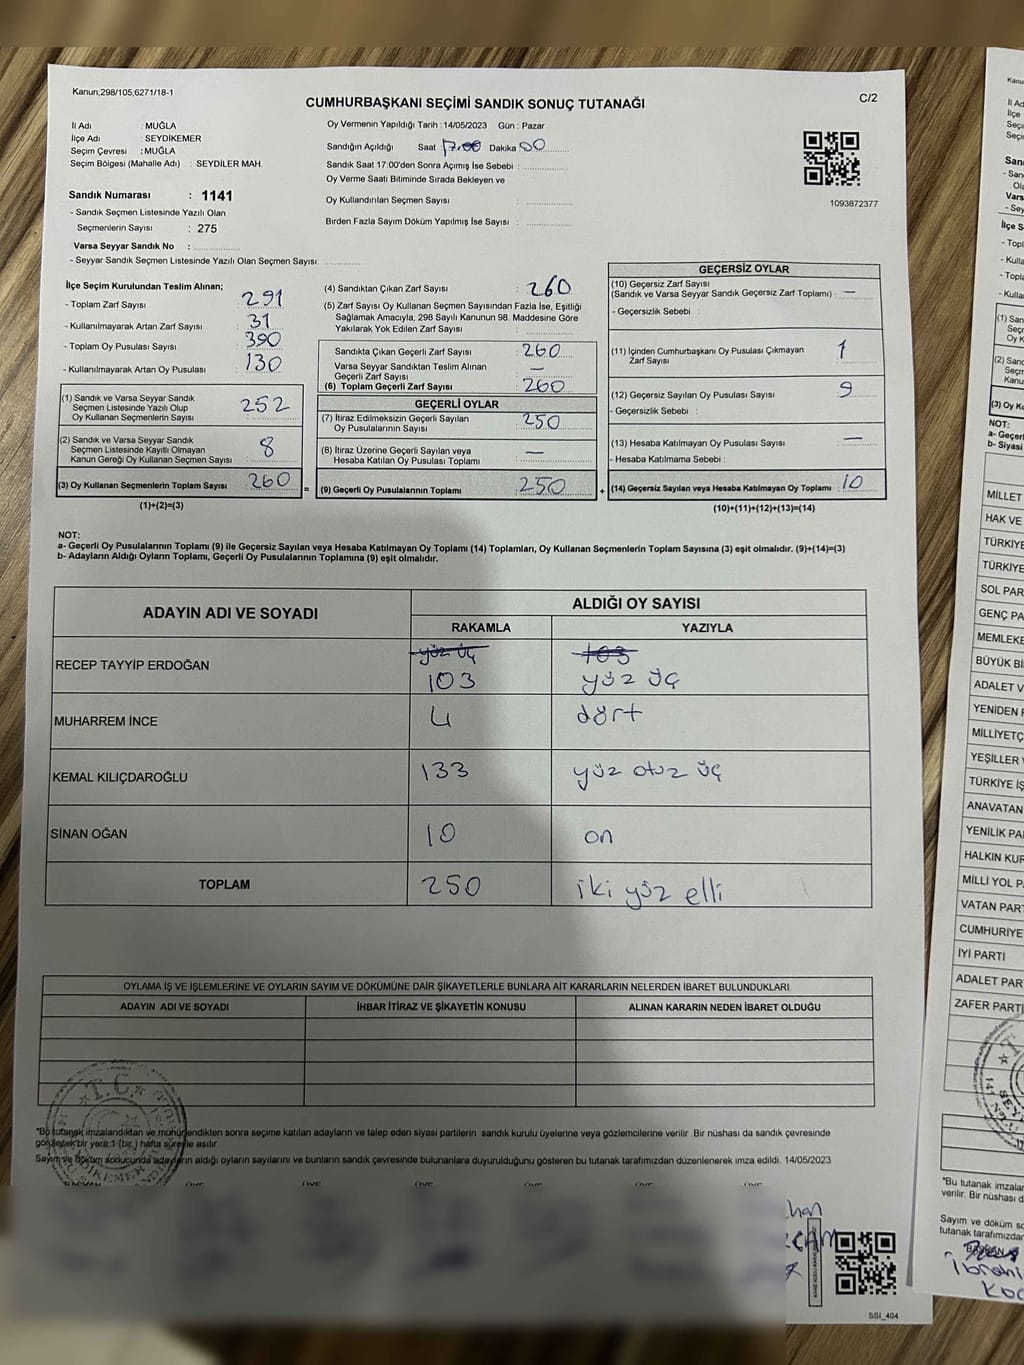 Kanun,298/105,6271/18-1
C/2
CUMHURBAŞKANI SEÇİMİ SANDIK SONUÇ TUTANAĞI
İl Adı : MUĞLA
İlçe Adı : SEYDİKEMER
Seçim Çevresi : MUĞLA
Seçim Bölgesi (Mahalle Adı) : SEYDİLER MAH.
Sandık Numarası : 1141
- Sandık Seçmen Listesinde Yazılı Olan
Seçmenlerin Sayısı : 275
Varsa Seyyar Sandık No :
- Seyyar Sandık Seçmen Listesinde Yazılı Olan Seçmen Sayısı:
Oy Vermenin Yapıldığı Tarih : 14/05/2023 Gün : Pazar
Sandığın Açıldığı Saat 17.00 Dakika 00
Sandık Saat 17:00'den Sonra Açımış İse Sebebi :
Oy Verme Saati Bitiminde Sırada Bekleyen ve
Oy Kullandırılan Seçmen Sayısı :
Birden Fazla Sayım Döküm Yapılmış İse Sayısı :
1093872377
İlçe Seçim Kurulundan Teslim Alınan;
- Toplam Zarf Sayısı : 291
- Kullanılmayarak Artan Zarf Sayısı : 31
- Toplam Oy Pusulası Sayısı : 390
- Kullanılmayarak Artan Oy Pusulası : 130
(1) Sandık ve Varsa Seyyar Sandık
Seçmen Listesinde Yazılı Olup
Oy Kullanan Seçmenlerin Sayısı : 252
(2) Sandık ve Varsa Seyyar Sandık
Seçmen Listesinde Kayıtlı Olmayan
Kanun Gereği Oy Kullanan Seçmen Sayısı : 8
(3) Oy Kullanan Seçmenlerin Toplam Sayısı : 260
(1)+(2)=(3)
(4) Sandıktan Çıkan Zarf Sayısı : 260
(5) Zarf Sayısı Oy Kullanan Seçmen Sayısından Fazla İse, Eşitliği
Sağlamak Amacıyla, 298 Sayılı Kanunun 98. Maddesine Göre
Yakılarak Yok Edilen Zarf Sayısı :
Sandıkta Çıkan Geçerli Zarf Sayısı : 260
Varsa Seyyar Sandıktan Teslim Alınan
Geçerli Zarf Sayısı : —
(6) Toplam Geçerli Zarf Sayısı : 260
GEÇERLİ OYLAR
(7) İtiraz Edilmeksizin Geçerli Sayılan
Oy Pusulalarının Sayısı : 250
(8) İtiraz Üzerine Geçerli Sayılan veya
Hesaba Katılan Oy Pusulası Toplamı : —
= (9) Geçerli Oy Pusulalarının Toplamı : 250
GEÇERSİZ OYLAR
(10) Geçersiz Zarf Sayısı
(Sandık ve Varsa Seyyar Sandık Geçersiz Zarf Toplamı) : —
- Geçersizlik Sebebi :
(11) İçinden Cumhurbaşkanı Oy Pusulası Çıkmayan
Zarf Sayısı : 1
(12) Geçersiz Sayılan Oy Pusulası Sayısı : 9
- Geçersizlik Sebebi :
(13) Hesaba Katılmayan Oy Pusulası Sayısı : —
- Hesaba Katılmama Sebebi :
+ (14) Geçersiz Sayılan veya Hesaba Katılmayan Oy Toplamı : 10
(10)+(11)+(12)+(13)=(14)
NOT:
a- Geçerli Oy Pusulalarının Toplamı (9) ile Geçersiz Sayılan veya Hesaba Katılmayan Oy Toplamı (14) Toplamları, Oy Kullanan Seçmenlerin Toplam Sayısına (3) eşit olmalıdır. (9)+(14)=(3)
b- Adayların Aldığı Oyların Toplamı, Geçerli Oy Pusulalarının Toplamına (9) eşit olmalıdır.
ADAYIN ADI VE SOYADI
ALDIĞI OY SAYISI
RAKAMLA YAZIYLA
yüz üç 103
RECEP TAYYİP ERDOĞAN 103 yüz üç
MUHARREM İNCE 4 dört
KEMAL KILIÇDAROĞLU 133 yüz otuz üç
SİNAN OĞAN 10 on
TOPLAM 250 iki yüz elli
OYLAMA İŞ VE İŞLEMLERİNE VE OYLARIN SAYIM VE DÖKÜMÜNE DAİR ŞİKAYETLERLE BUNLARA AİT KARARLARIN NELERDEN İBARET BULUNDUKLARI
ADAYIN ADI VE SOYADI İHBAR İTİRAZ VE ŞİKAYETİN KONUSU ALINAN KARARIN NEDEN İBARET OLDUĞU
T.C.
"Bu tutanak imzalandıktan ve mühürlendikten sonra seçime katılan adayların ve talep eden siyasi partilerin sandık kurulu üyelerine veya gözlemcilerine verilir .Bir nüshası da sandık çevresinde
görülecek bir yere 1 (bir ) hafta süreyle asılır.
Sayım ve döküm sonucunda adayların aldığı oyların sayılarını ve bunların sandık çevresinde bulunanlara duyurulduğunu gösteren bu tutanak tarafımızdan düzenlenerek imza edildi. 14/05/2023
SSİ_404
Kanu
İl Ad
İlçe
Seçi
Seçi
NOT:
MİLLET
HAK VE
TÜRKİYE
TÜRKİYE
SOL PAR
GENÇ PA
MEMLEKE
BÜYÜK Bİ
ADALET V
YENİDEN
MİLLİYETÇ
YEŞİLLER
TÜRKİYE İŞ
ANAVATAN
YENİLİK PA
HALKIN KUR
MİLLİ YOL P
VATAN PART
CUMHURİYE
İYİ PARTİ
ADALET PAR
ZAFER PARTİ
"Bu tutanak imzala
verilir. Bir nüshası d
Sayım ve döküm so
tutanak tarafımızdan